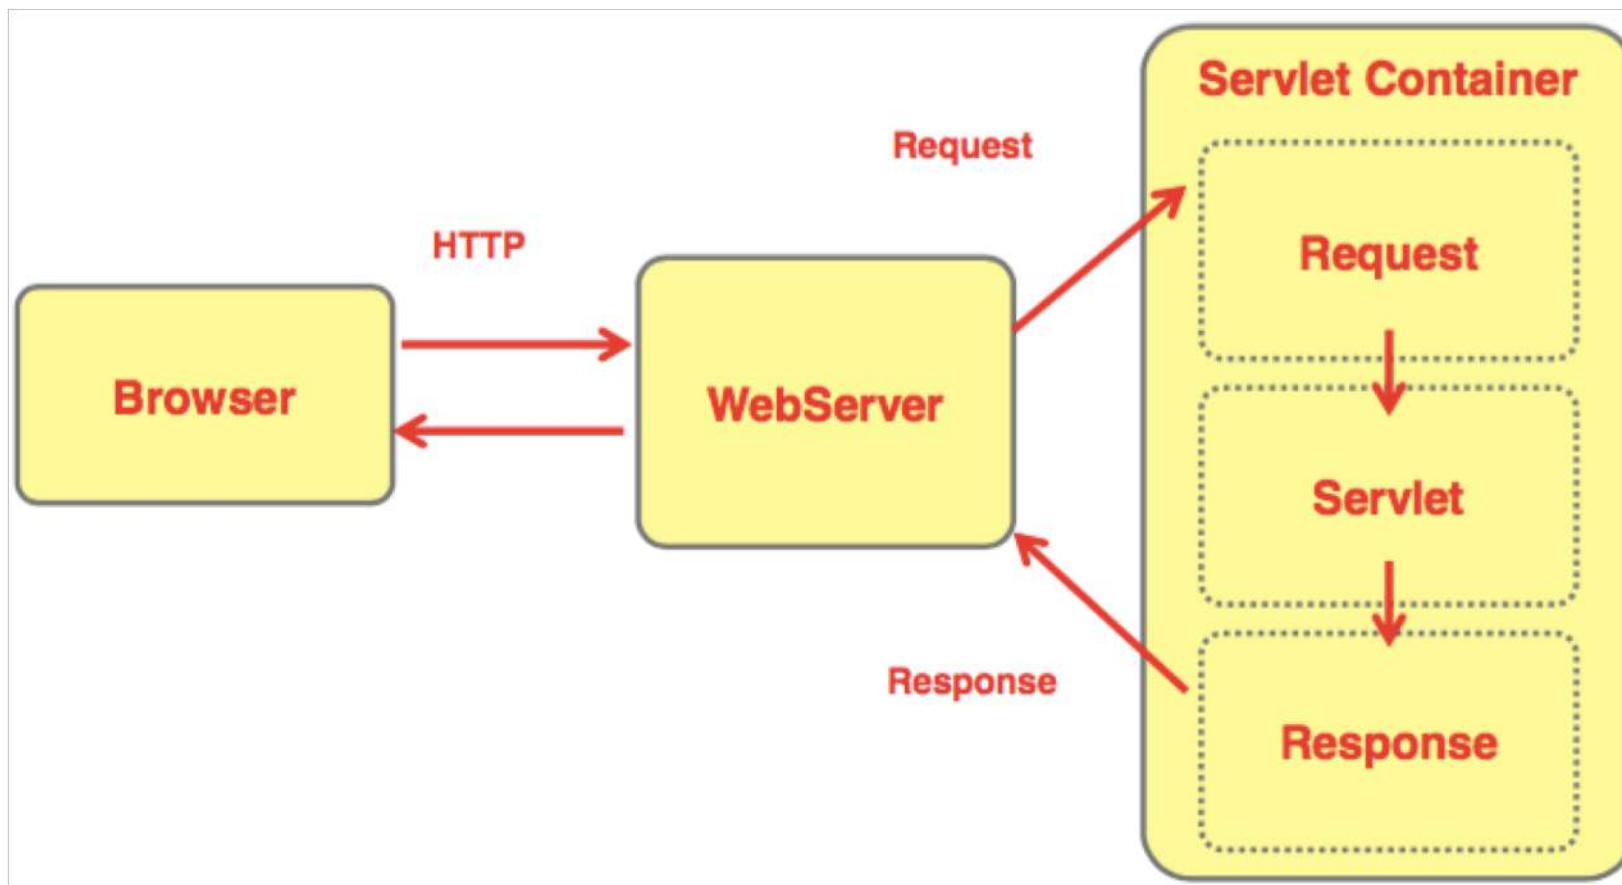 Servlet Container
Request
HTTP
Request
Browser
WebServer
Servlet
Response
Response